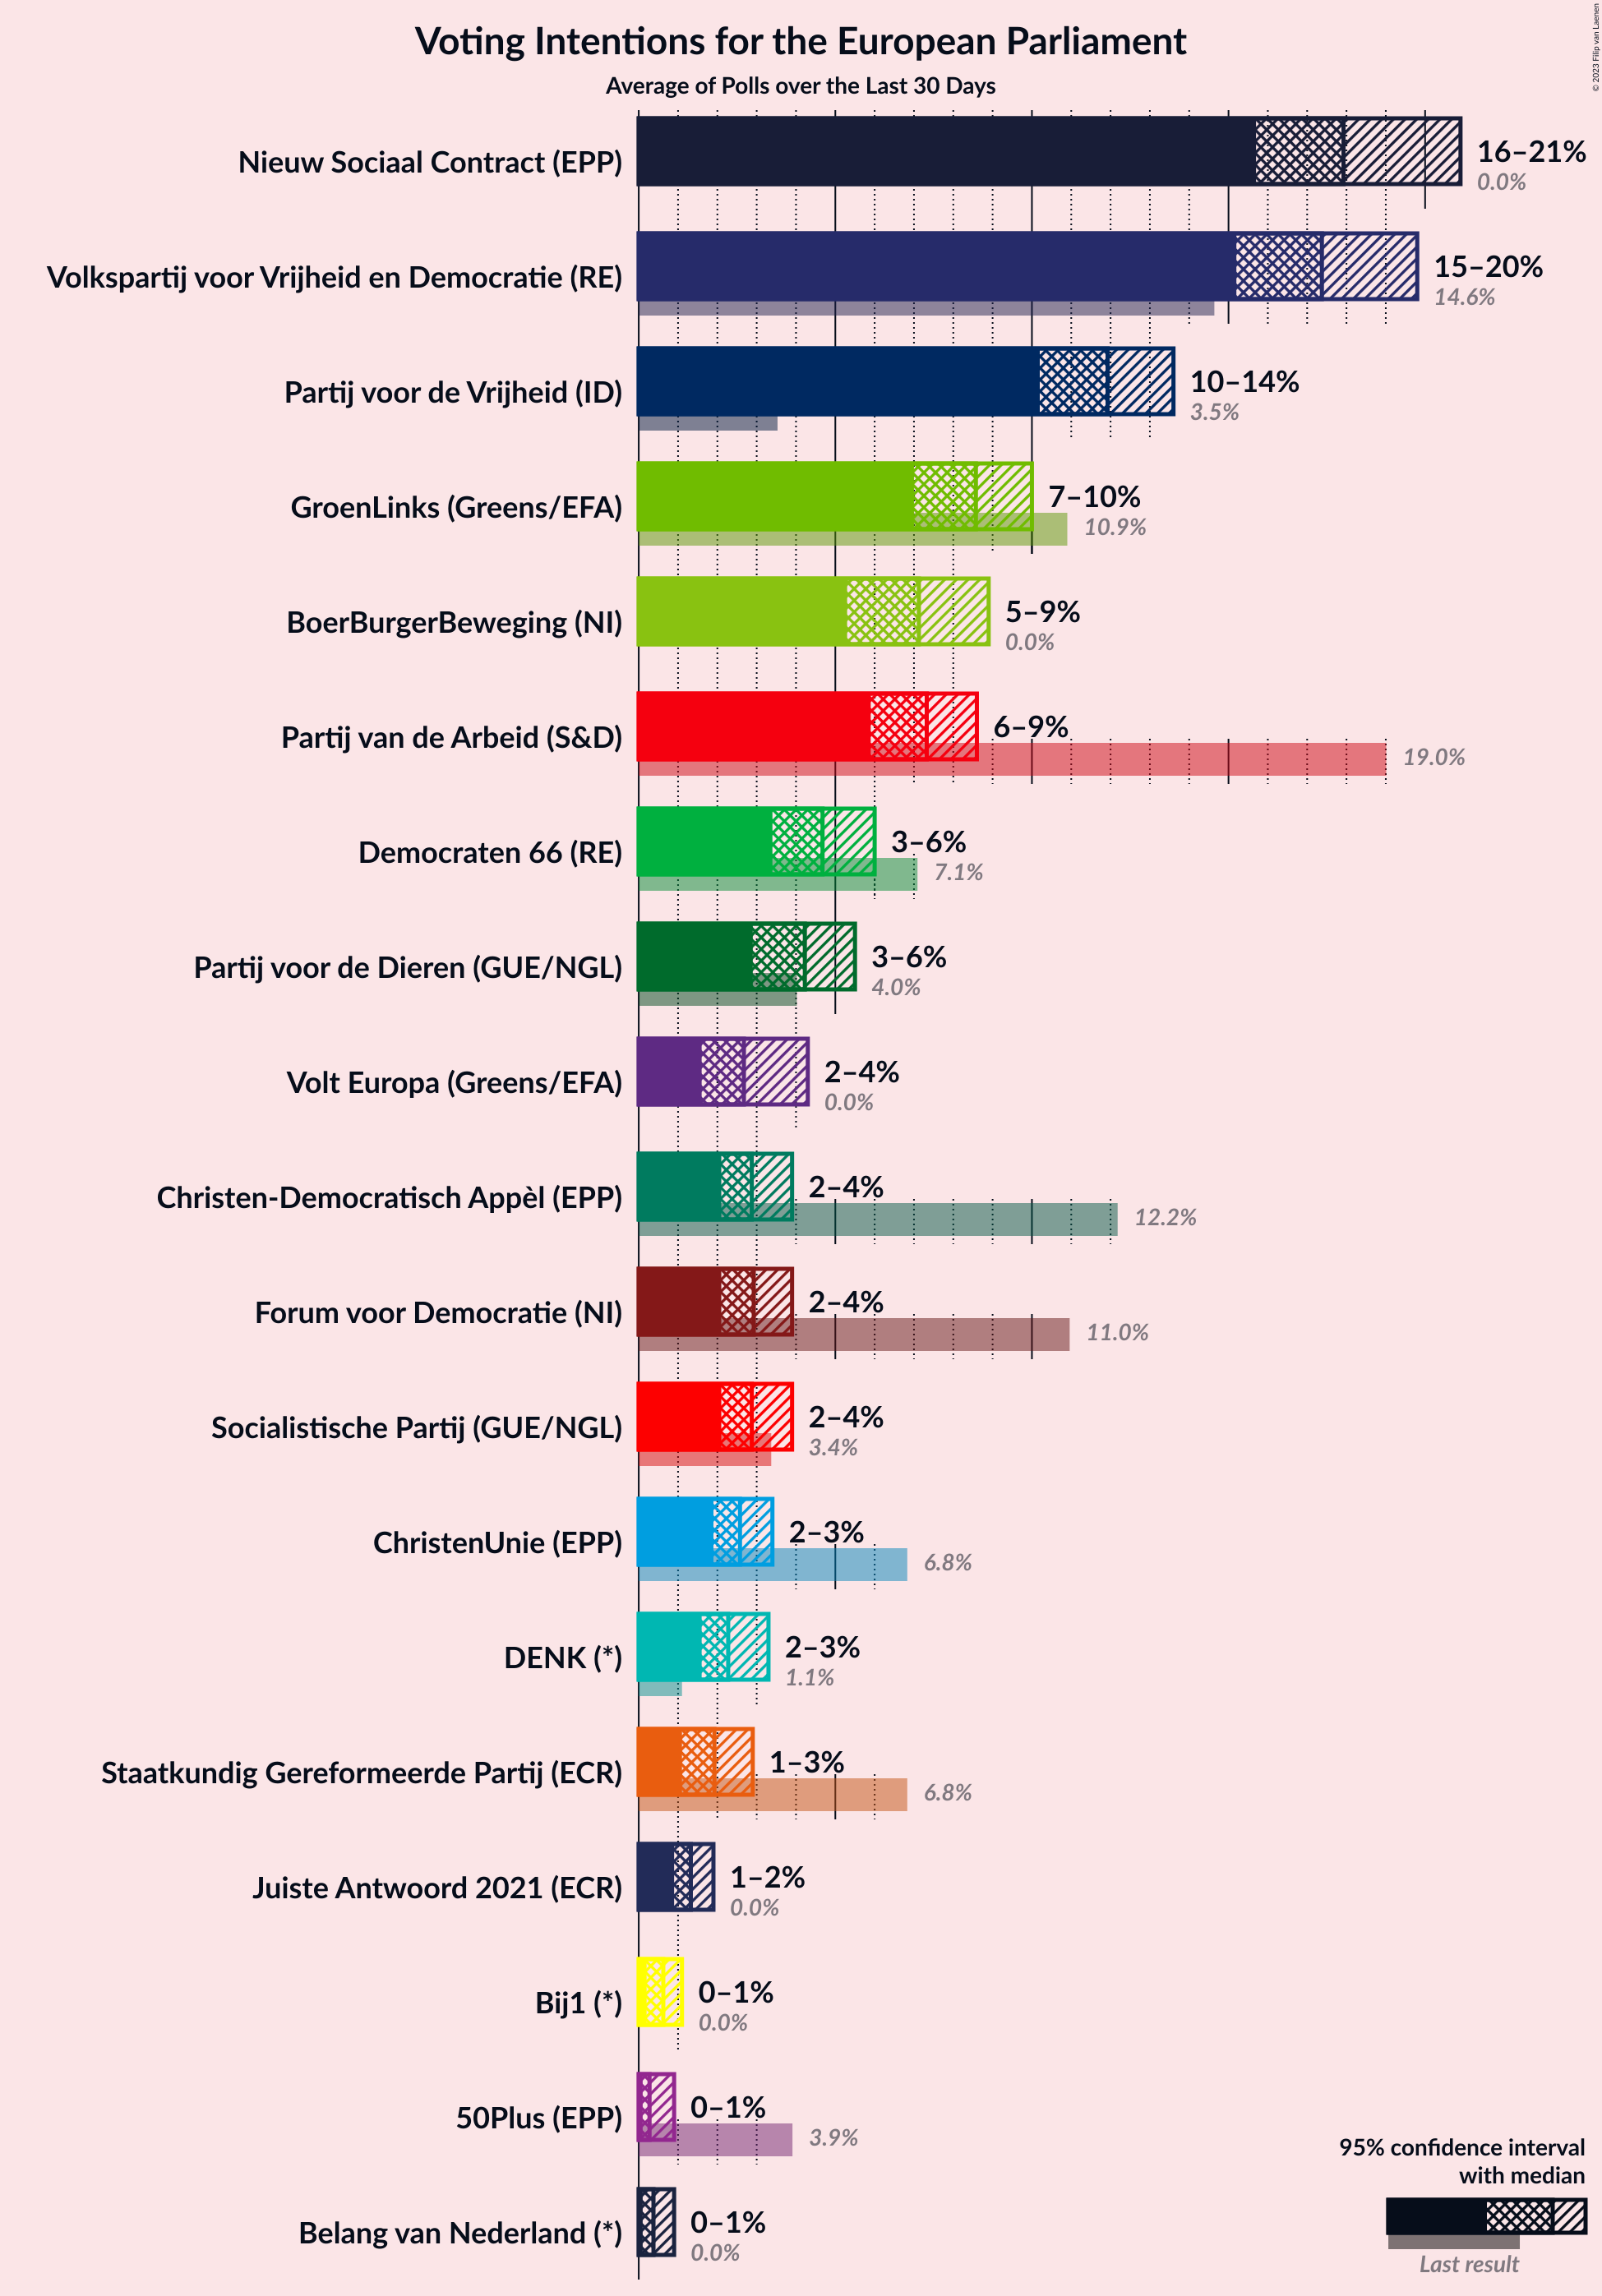 © 2023 Filip van Laenen
Voting Intentions for the European Parliament
Average of Polls over the Last 30 Days
Nieuw Sociaal Contract (EPP)
16–21%
0.0%
Volkspartij voor Vrijheid en Democratie (RE)
15–20%
14.6%
Partij voor de Vrijheid (ID)
10–14%
3.5%
GroenLinks (Greens/EFA)
7–10%
10.9%
BoerBurgerBeweging (NI)
5–9%
0.0%
Partij van de Arbeid (S&D)
6–9%
19.0%
Democraten 66 (RE)
3–6%
7.1%
Partij voor de Dieren (GUE/NGL)
3–6%
4.0%
Volt Europa (Greens/EFA)
2–4%
0.0%
Christen-Democratisch Appèl (EPP)
2–4%
12.2%
Forum voor Democratie (NI)
2–4%
11.0%
Socialistische Partij (GUE/NGL)
2–4%
3.4%
ChristenUnie (EPP)
2–3%
6.8%
DENK (*)
2–3%
1.1%
Staatkundig Gereformeerde Partij (ECR)
1–3%
6.8%
Juiste Antwoord 2021 (ECR)
1–2%
0.0%
Bij1 (*)
0–1%
0.0%
50Plus (EPP)
0–1%
3.9%
Belang van Nederland (*)
0–1%
0.0%
95% confidence interval
with median
Last result